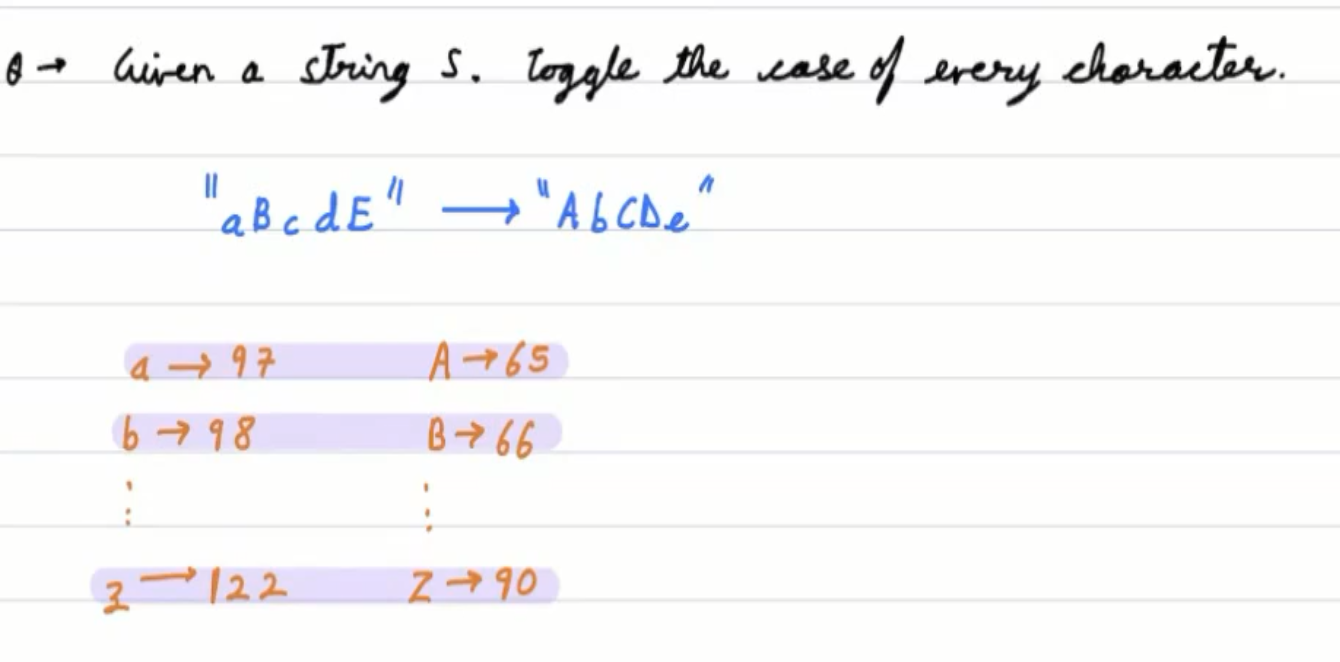 Q → Given a string S. Toggle the case of every character.
"aBcdE" → "AbCDe"
a → 97 A → 65
b → 98 B → 66
⋮ ⋮
z → 122 Z → 90